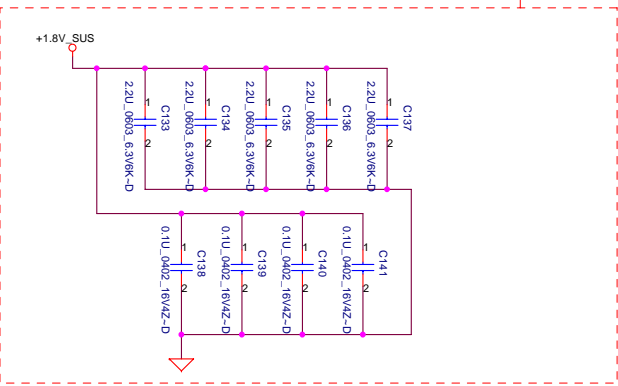 +1.8V_SUS
1
C133
2
2.2U_0603_6.3V6K~D
1
C134
2
2.2U_0603_6.3V6K~D
1
C135
2
2.2U_0603_6.3V6K~D
1
C136
2
2.2U_0603_6.3V6K~D
1
C137
2
2.2U_0603_6.3V6K~D
1
C138
2
0.1U_0402_16V4Z~D
1
C139
2
0.1U_0402_16V4Z~D
1
C140
2
0.1U_0402_16V4Z~D
1
C141
2
0.1U_0402_16V4Z~D